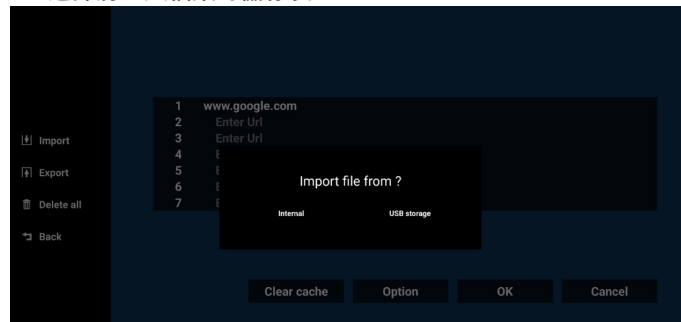 1 www.google.com
2 Enter Url
3 Enter Url
4 E
5 E
6 E
7 E
Import
Export
Delete all
Back
Import file from ?
Internal USB storage
Clear cache Option OK Cancel